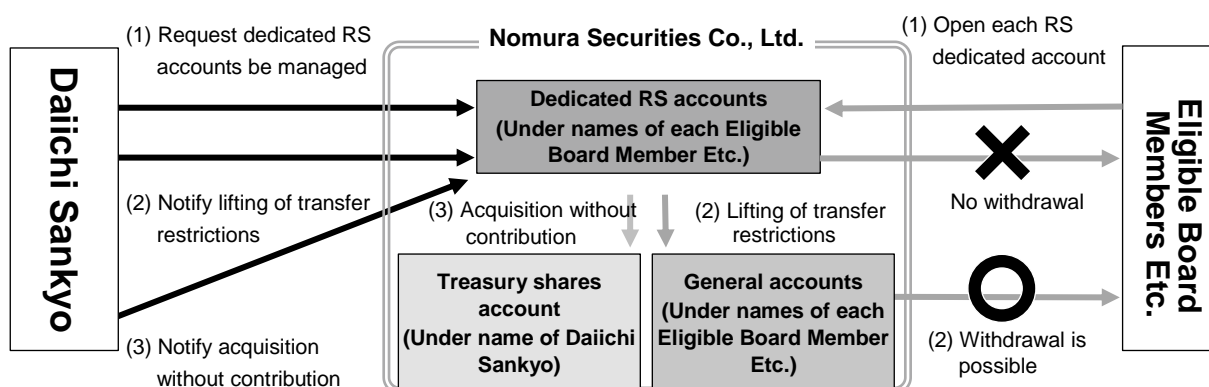 (1) Request dedicated RS
accounts be managed
Nomura Securities Co., Ltd.
(1) Open each RS
dedicated account
Daiichi Sankyo
Dedicated RS accounts
(Under names of each Eligible
Board Member Etc.)
Eligible Board
Members Etc.
No withdrawal
(2) Notify lifting of transfer
restrictions
(3) Acquisition without
contribution
(2) Lifting of transfer
restrictions
Treasury shares
account
(Under name of Daiichi
Sankyo)
General accounts
(Under names of each
Eligible Board Member
Etc.)
(3) Notify acquisition
without contribution
(2) Withdrawal is
possible